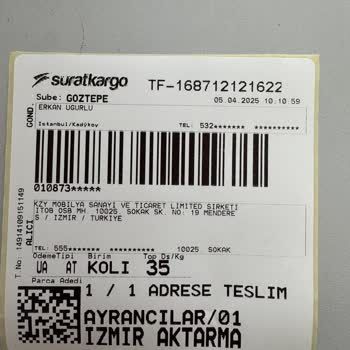 suratkargo
TF-168712121622
Sube: GOZTEPE
05.04.2025 10:10:59
GOND.
ERKAN UGURLU
Istanbul/Kadıkoy
TEL: 532*******
010873*****
T No: 14914109151149
ALICI
KZY MOBILYA SANAYI VE TICARET LIMITED SIRKETI
ITOB OSB MH. 10025. SOKAK SK. NO: 19 MENDERE
S / IZMIR / TURKIYE
TEL: 555*******
10025 SOKAK
OdemeTipi Birim Top Ds/Kg
UA AT KOLI 35
Parca Adedi
1 / 1 ADRESE TESLIM
AYRANCILAR/01
IZMIR AKTARMA